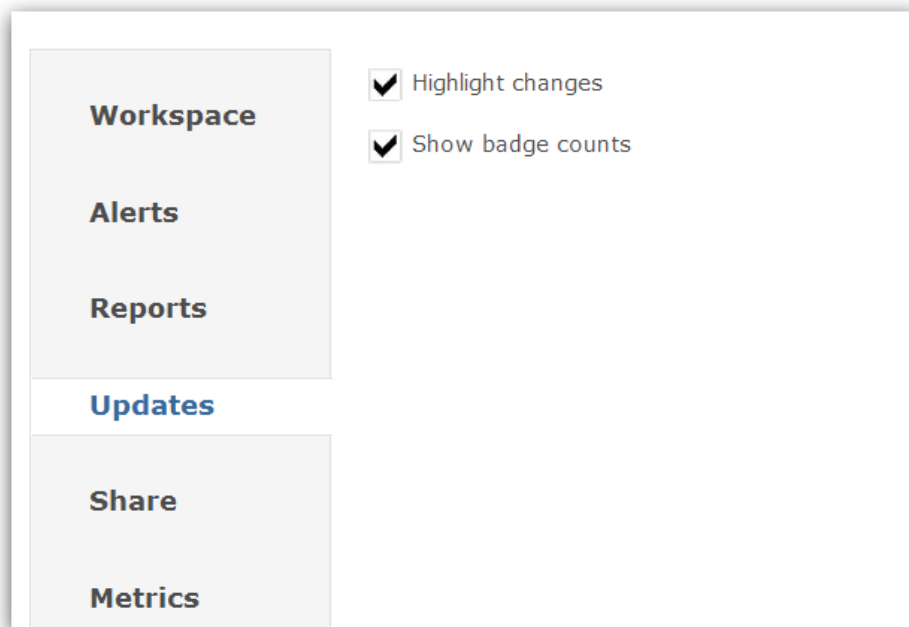 Workspace
Alerts
Reports
Updates
Share
Metrics
Highlight changes
Show badge counts